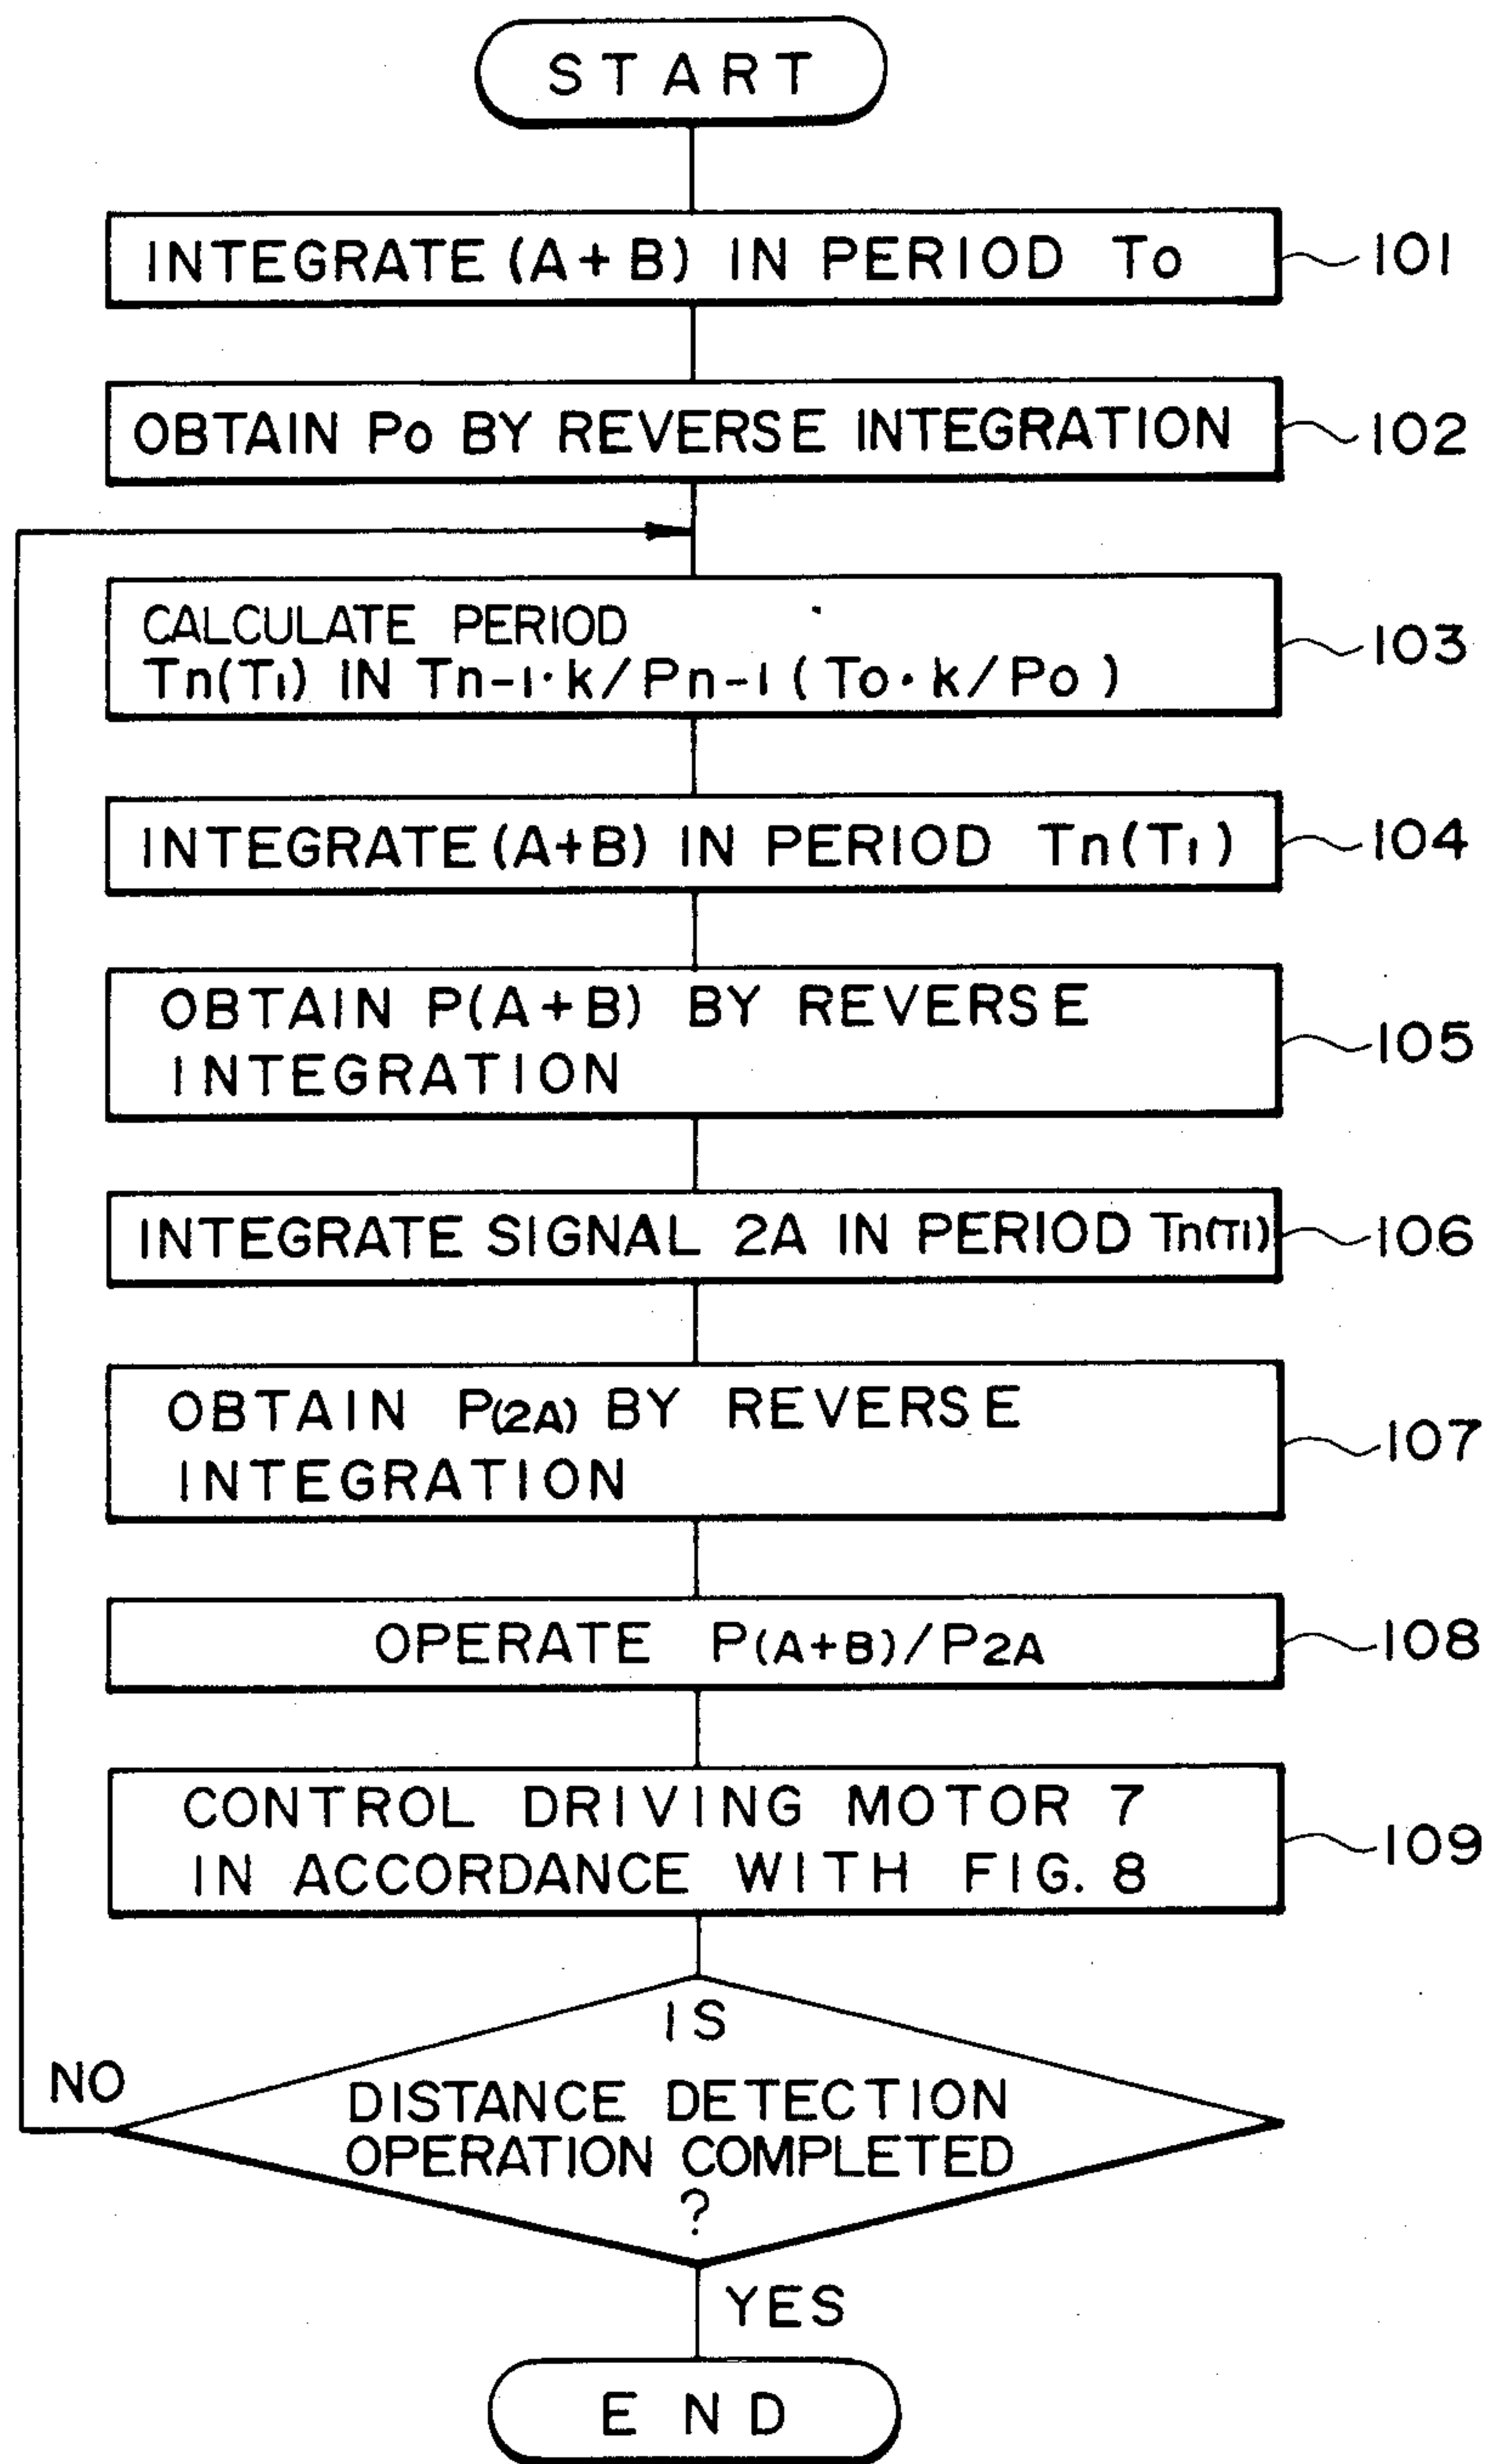 START
INTEGRATE (A+B) IN PERIOD To
101
OBTAIN Po BY REVERSE INTEGRATION
102
CALCULATE PERIOD
Tn(T1) IN Tn-1·k/Pn-1 (To·k/Po)
103
INTEGRATE (A+B) IN PERIOD Tn(T1)
104
OBTAIN P(A+B) BY REVERSE
INTEGRATION
105
INTEGRATE SIGNAL 2A IN PERIOD Tn(T1)
106
OBTAIN P(2A) BY REVERSE
INTEGRATION
107
OPERATE P(A+B)/P2A
108
CONTROL DRIVING MOTOR 7
IN ACCORDANCE WITH FIG. 8
109
IS
DISTANCE DETECTION
OPERATION COMPLETED
?
NO
YES
END